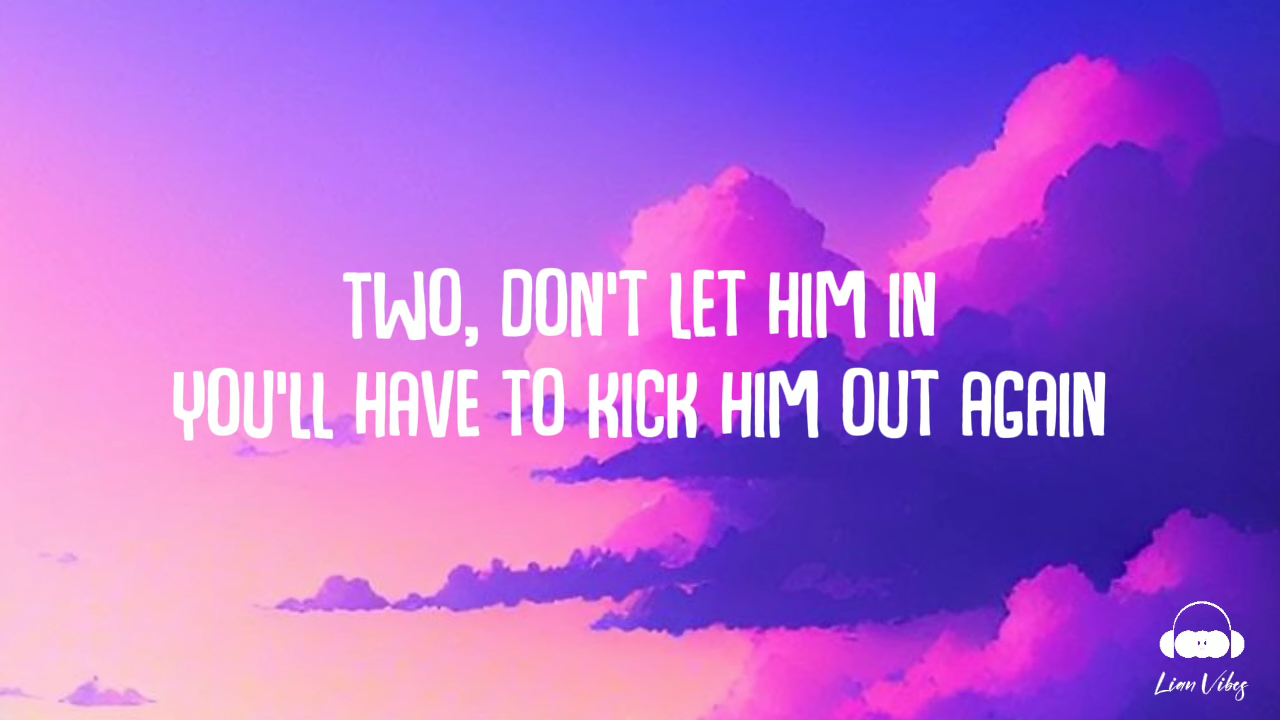 TWO, DON'T LET HIM IN
YOU'LL HAVE TO KICK HIM OUT AGAIN
Lian Vibes